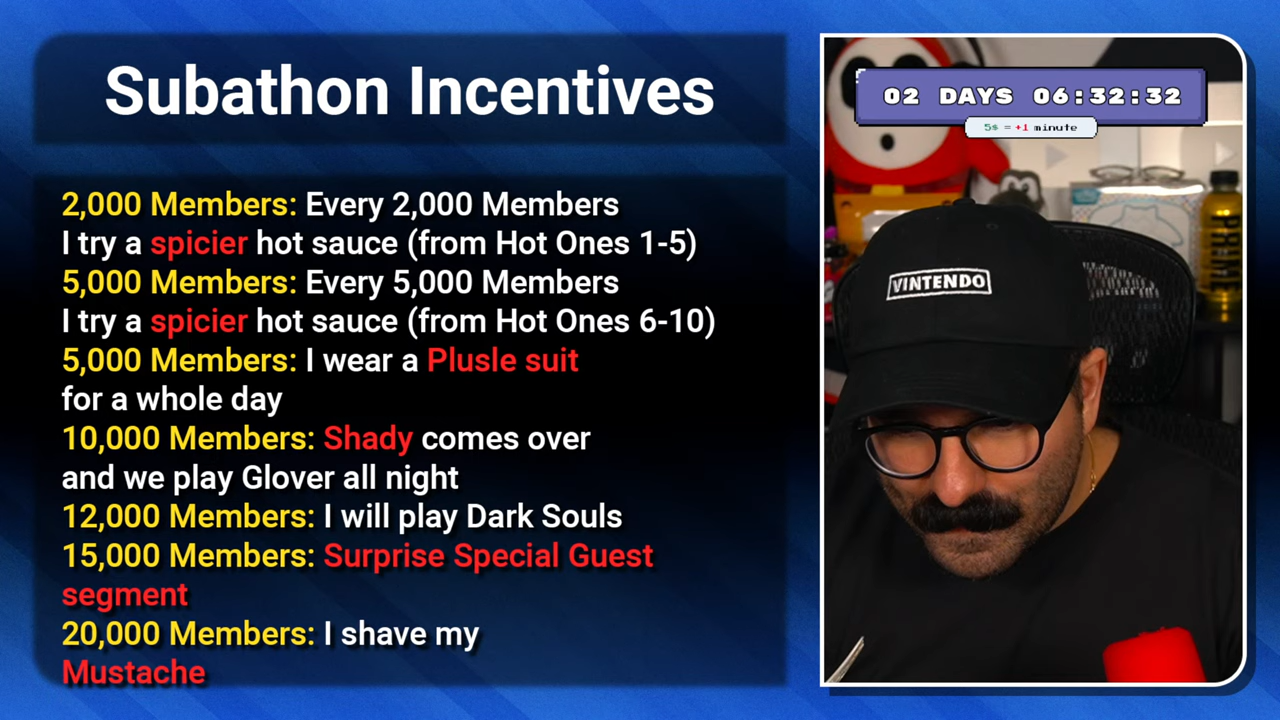 Subathon Incentives
2,000 Members: Every 2,000 Members
I try a spicier hot sauce (from Hot Ones 1-5)
5,000 Members: Every 5,000 Members
I try a spicier hot sauce (from Hot Ones 6-10)
5,000 Members: I wear a Plusle suit
for a whole day
10,000 Members: Shady comes over
and we play Glover all night
12,000 Members: I will play Dark Souls
15,000 Members: Surprise Special Guest
segment
20,000 Members: I shave my
Mustache
02 DAYS 06:32:32
5$ = +1 minute
VINTENDO
PRIME